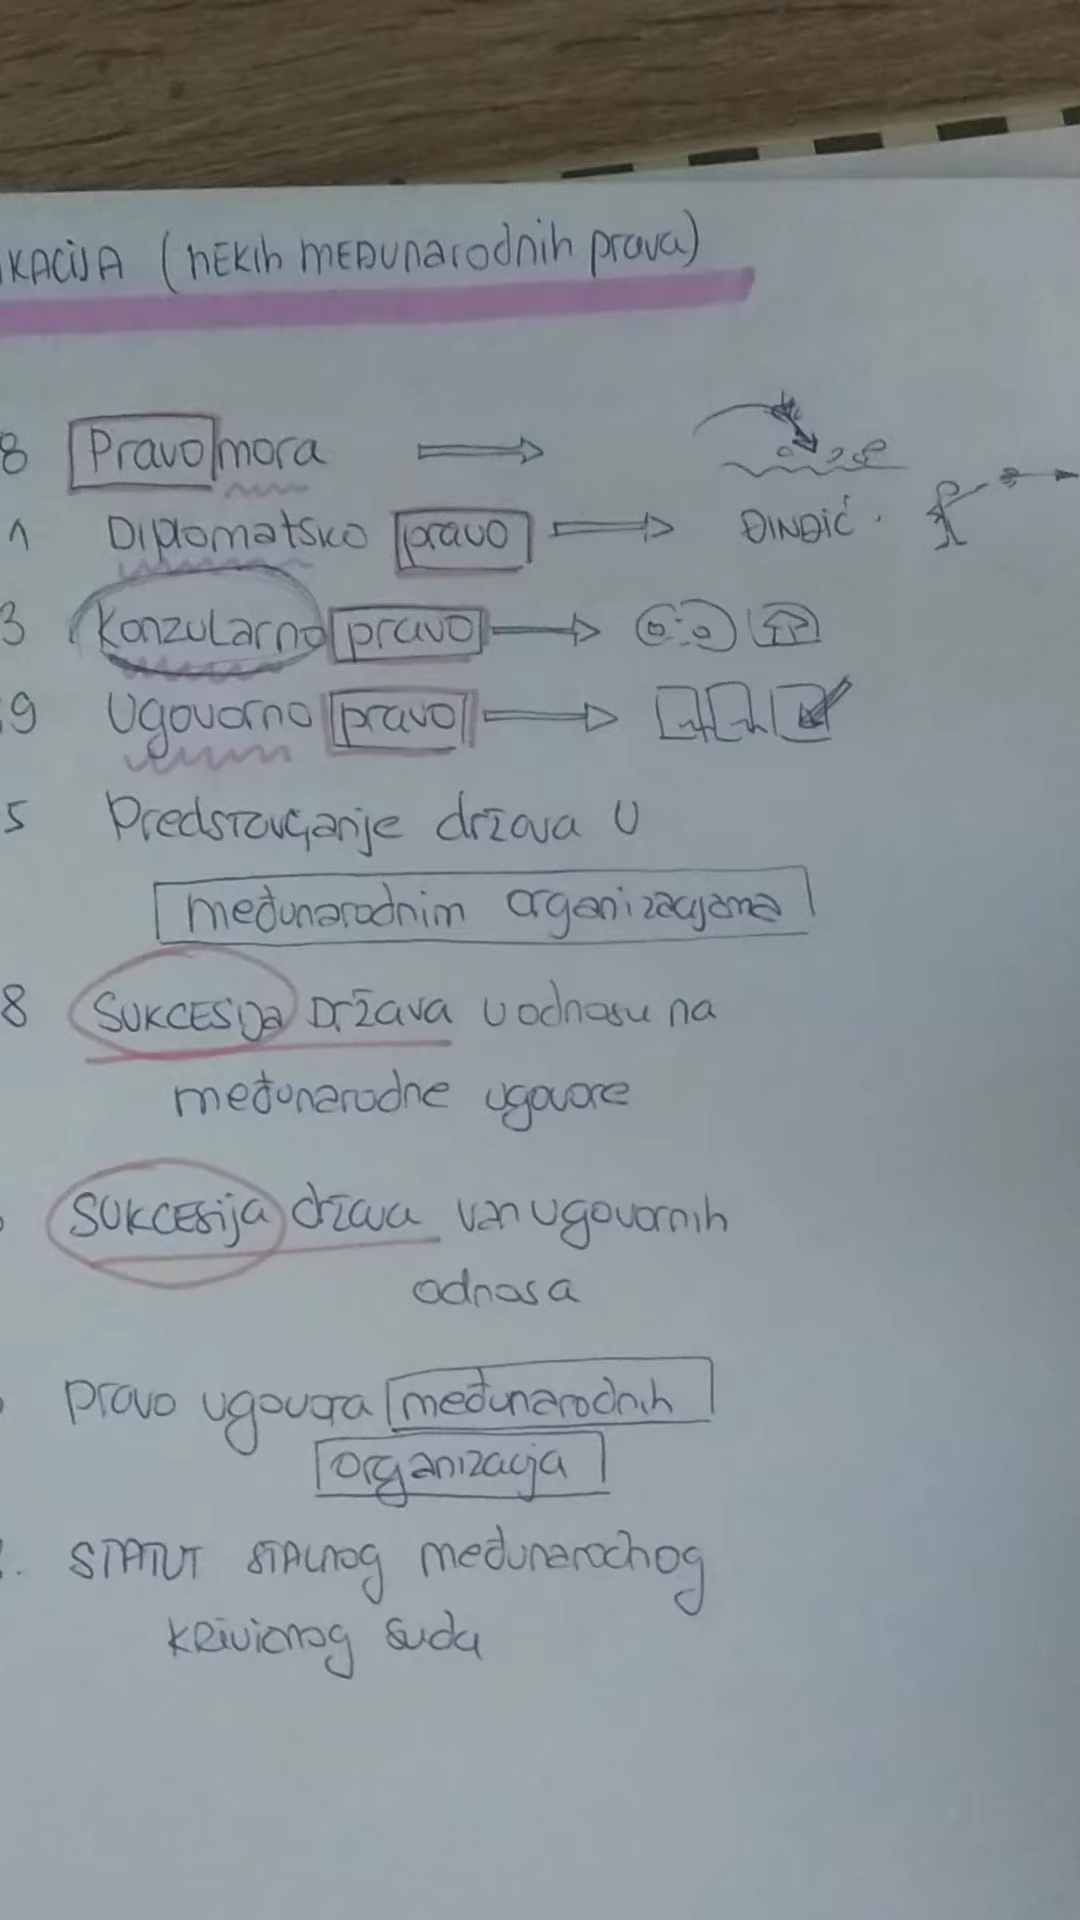 KACIJA (nEKih MEĐUnarodnih prava)
8 Pravo mora
1 Diplomatsko pravo ĐINĐIĆ.
3 Konzularno pravo
9 Ugovorno pravo
5 Predstavljanje država U
međunarodnim organizacijama
8 SUKCESIJA Država u odnosu na
međunarodne ugovore
SUKCESija država van ugovornih
odnosa
pravo ugovora međunarodnih
organizacija
. STATUT STALnog međunarodnog
KRivičnog suda